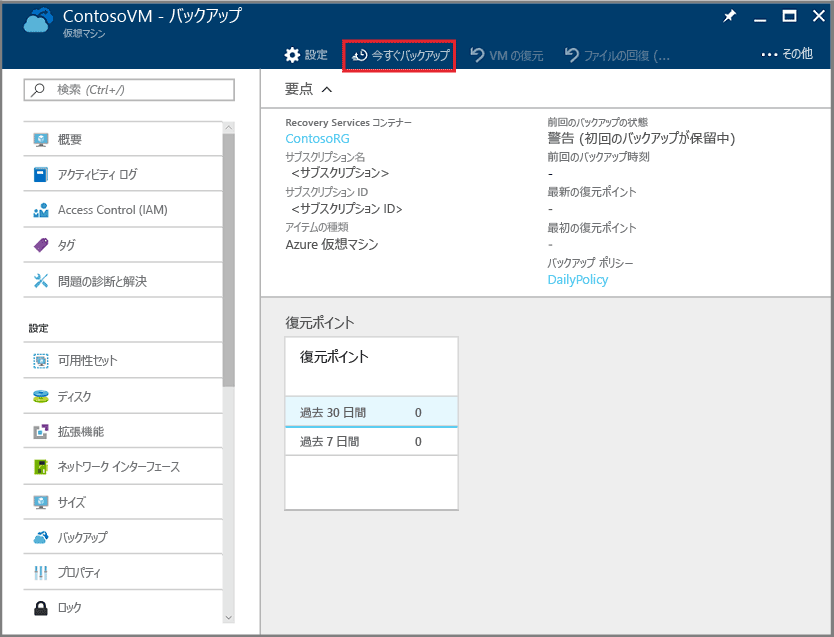 ContosoVM - バックアップ
仮想マシン
設定
今すぐバックアップ
VM の復元
ファイルの回復 (...
その他
検索 (Ctrl+/)
概要
アクティビティ ログ
Access Control (IAM)
タグ
問題の診断と解決
設定
可用性セット
ディスク
拡張機能
ネットワーク インターフェース
サイズ
バックアップ
プロパティ
ロック
要点
Recovery Services コンテナー
ContosoRG
サブスクリプション名
<サブスクリプション>
サブスクリプション ID
<サブスクリプション ID>
アイテムの種類
Azure 仮想マシン
前回のバックアップの状態
警告 (初回のバックアップが保留中)
前回のバックアップ時刻
-
最新の復元ポイント
-
最初の復元ポイント
-
バックアップ ポリシー
DailyPolicy
復元ポイント
復元ポイント
過去 30 日間 0
過去 7 日間 0